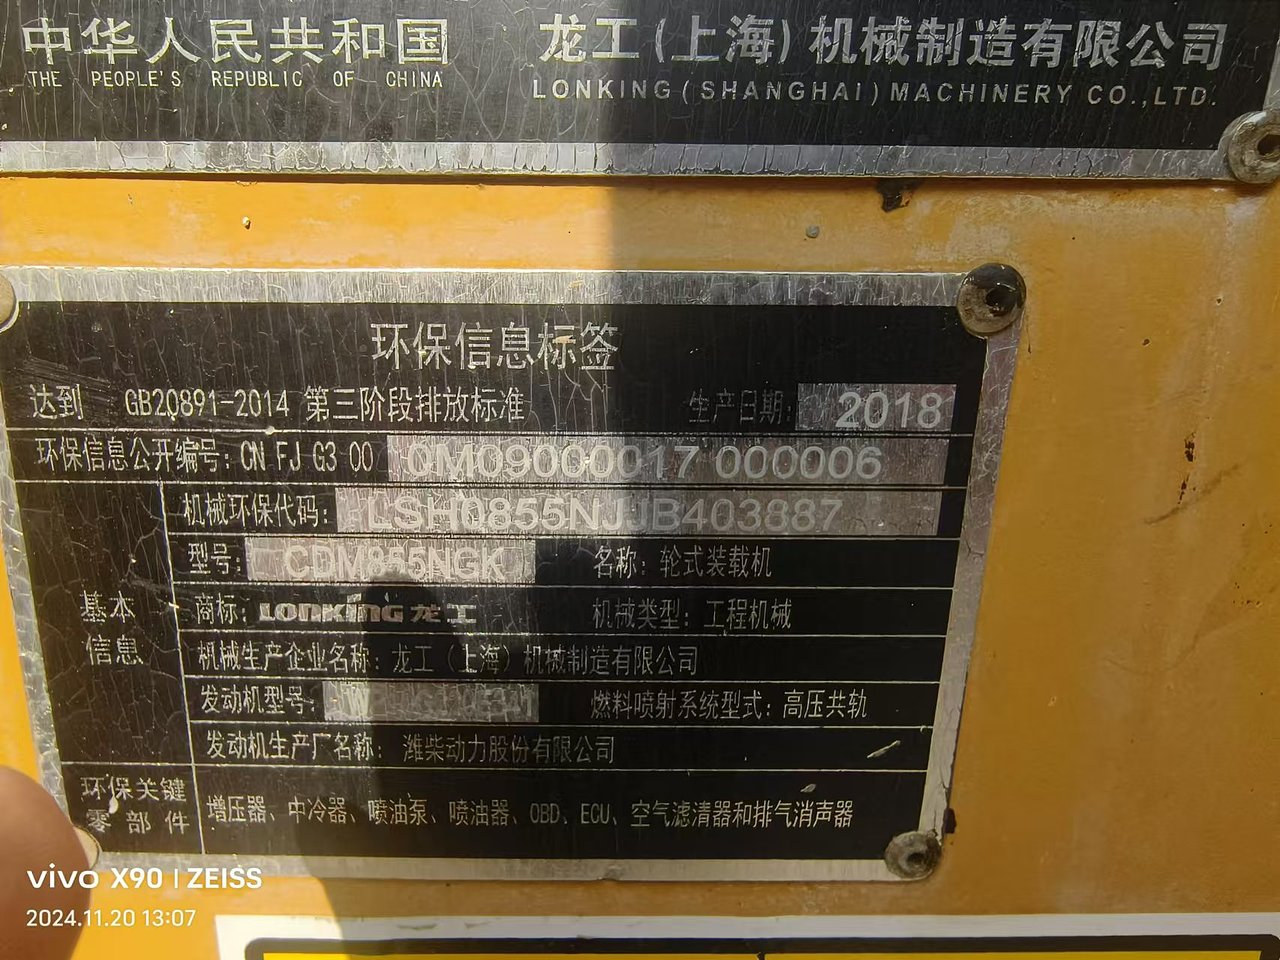 中华人民共和国 龙工(上海)机械制造有限公司
THE PEOPLE'S REPUBLIC OF CHINA LONKING(SHANGHAI)MACHINERY CO.,LTD.
环保信息标签
达到 GB20891-2014 第三阶段排放标准 生产日期: 2018
环保信息公开编号: CN FJ G3 00 0M09000017 000006
机械环保代码: LSH0855NJJB403887
型号: CDM855NGK 名称: 轮式装载机
基本信息
商标: LONKING 龙工 机械类型: 工程机械
机械生产企业名称: 龙工(上海)机械制造有限公司
发动机型号: 燃料喷射系统型式: 高压共轨
发动机生产厂名称: 潍柴动力股份有限公司
环保关键零部件
增压器、中冷器、喷油泵、喷油器、OBD、ECU、空气滤清器和排气消声器
vivo X90 | ZEISS
2024.11.20 13:07